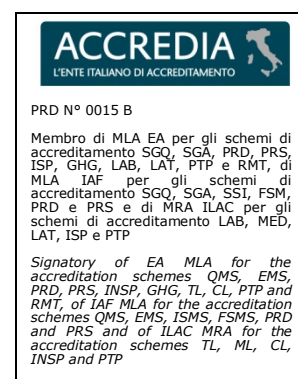 ACCREDIA
L'ENTE ITALIANO DI ACCREDITAMENTO
PRD N° 0015 B
Membro di MLA EA per gli schemi di
accreditamento SGQ, SGA, PRD, PRS,
ISP, GHG, LAB, LAT, PTP e RMT, di
MLA IAF per gli schemi di
accreditamento SGQ, SGA, SSI, FSM,
PRD e PRS e di MRA ILAC per gli
schemi di accreditamento LAB, MED,
LAT, ISP e PTP
Signatory of EA MLA for the
accreditation schemes QMS, EMS,
PRD, PRS, INSP, GHG, TL, CL, PTP and
RMT, of IAF MLA for the accreditation
schemes QMS, EMS, ISMS, FSMS, PRD
and PRS and of ILAC MRA for the
accreditation schemes TL, ML, CL,
INSP and PTP